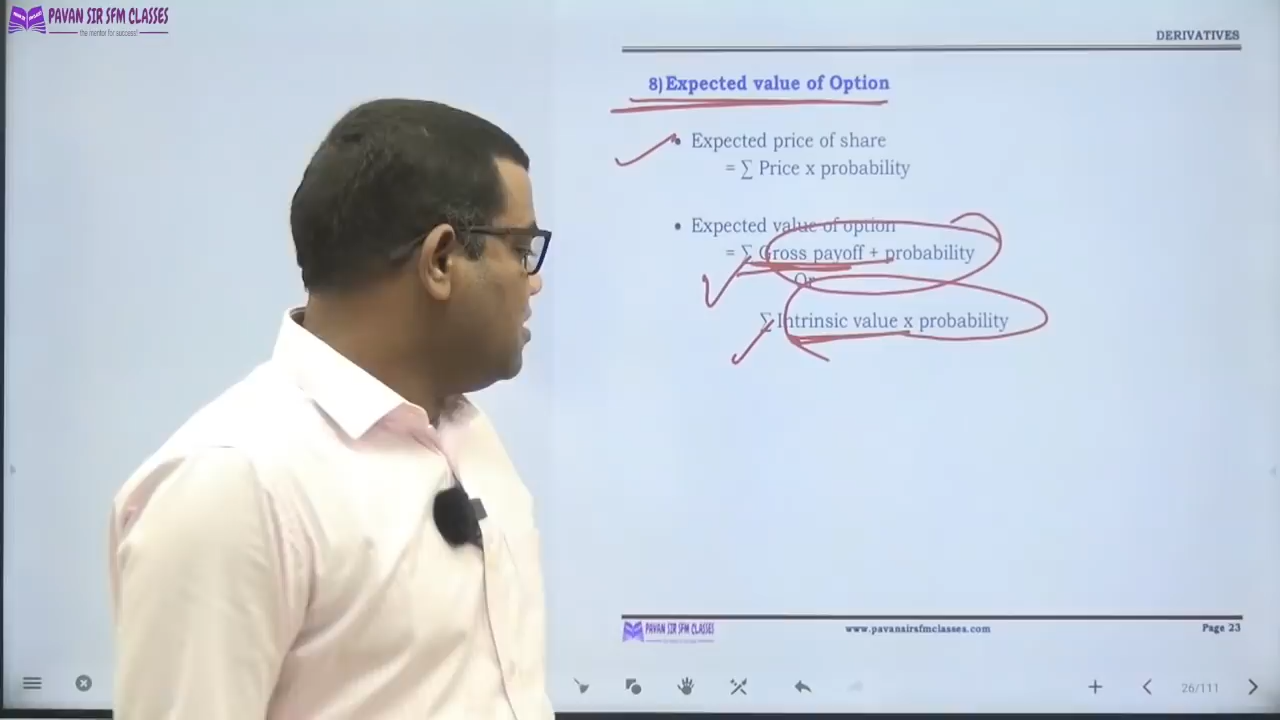 PAVAN SIR SFM CLASSES
the mentor for success!
DERIVATIVES
8) Expected value of Option
• Expected price of share
= ∑ Price x probability
• Expected value of option
= ∑ Gross payoff + probability
Or
∑ Intrinsic value x probability
PAVAN SIR SFM CLASSES
www.pavansirsfmclasses.com
Page 23
26/111